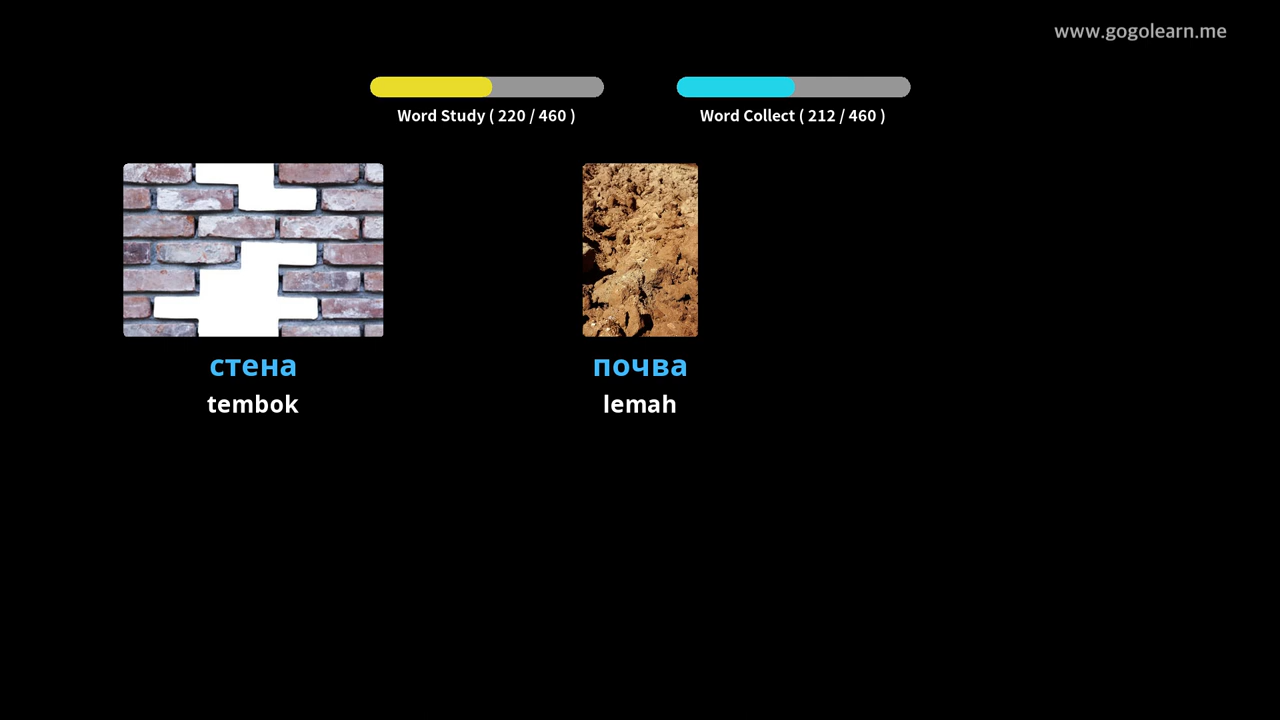 www.gogolearn.me
Word Study ( 220 / 460 )
Word Collect ( 212 / 460 )
стена
tembok
почва
lemah